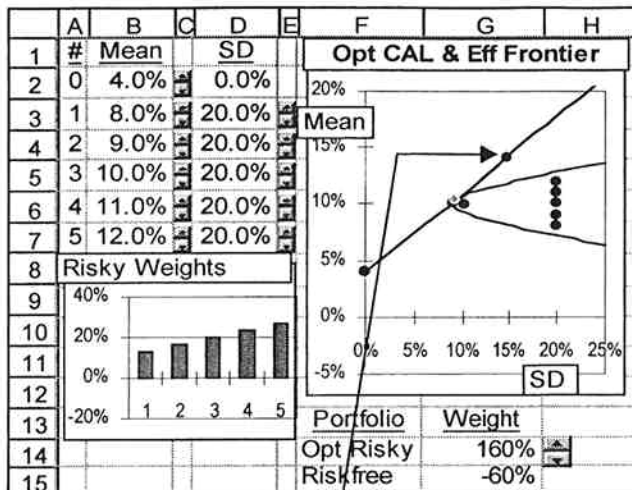 A B C D E F G H
1 # Mean SD Opt CAL & Eff Frontier
2 0 4.0% 0.0%
3 1 8.0% 20.0%
4 2 9.0% 20.0%
5 3 10.0% 20.0%
6 4 11.0% 20.0%
7 5 12.0% 20.0%
8 Risky Weights
9
10
11
12
13 Portfolio Weight
14 Opt Risky 160%
15 Riskfree -60%
20%
Mean
15%
10%
5%
0%
-5%
0% 5% 10% 15% 20% 25%
SD
40%
20%
0%
-20%
1 2 3 4 5